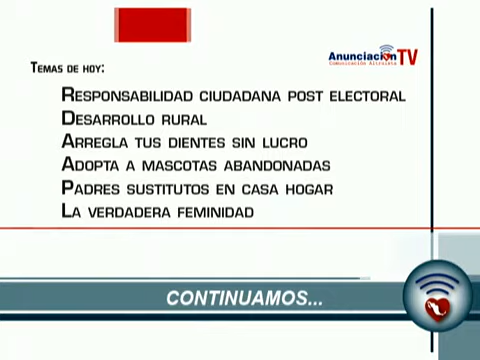 Anunciación TV
Comunicación Altruista
Temas de hoy:
Responsabilidad ciudadana post electoral
Desarrollo rural
Arregla tus dientes sin lucro
Adopta a mascotas abandonadas
Padres sustitutos en casa hogar
La verdadera feminidad
CONTINUAMOS...